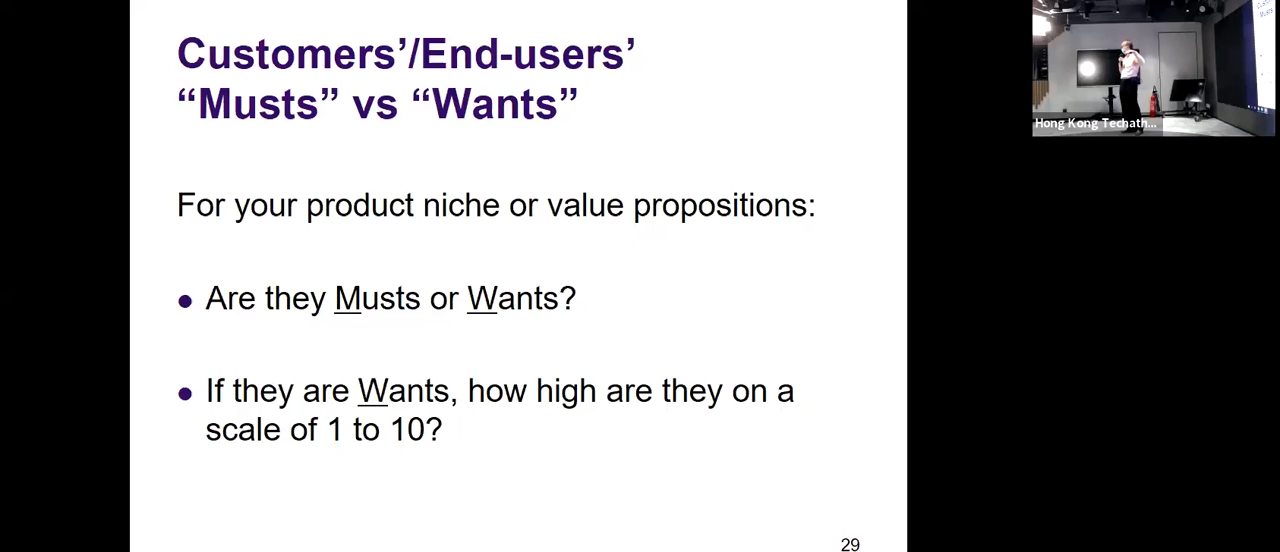 Customers’/End-users’
“Musts” vs “Wants”
For your product niche or value propositions:
● Are they Musts or Wants?
● If they are Wants, how high are they on a
scale of 1 to 10?
29
Hong Kong Techath...
Musts